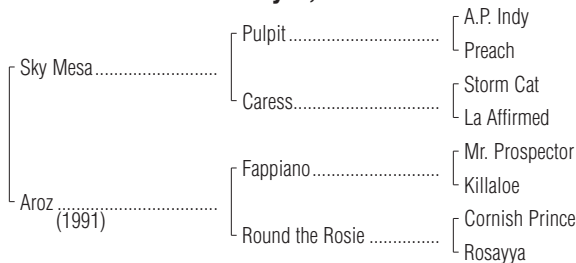 A.P. Indy
Pulpit
Preach
Sky Mesa
Storm Cat
Caress
La Affirmed
Mr. Prospector
Fappiano
Killaloe
Aroz
(1991)
Cornish Prince
Round the Rosie
Rosayya